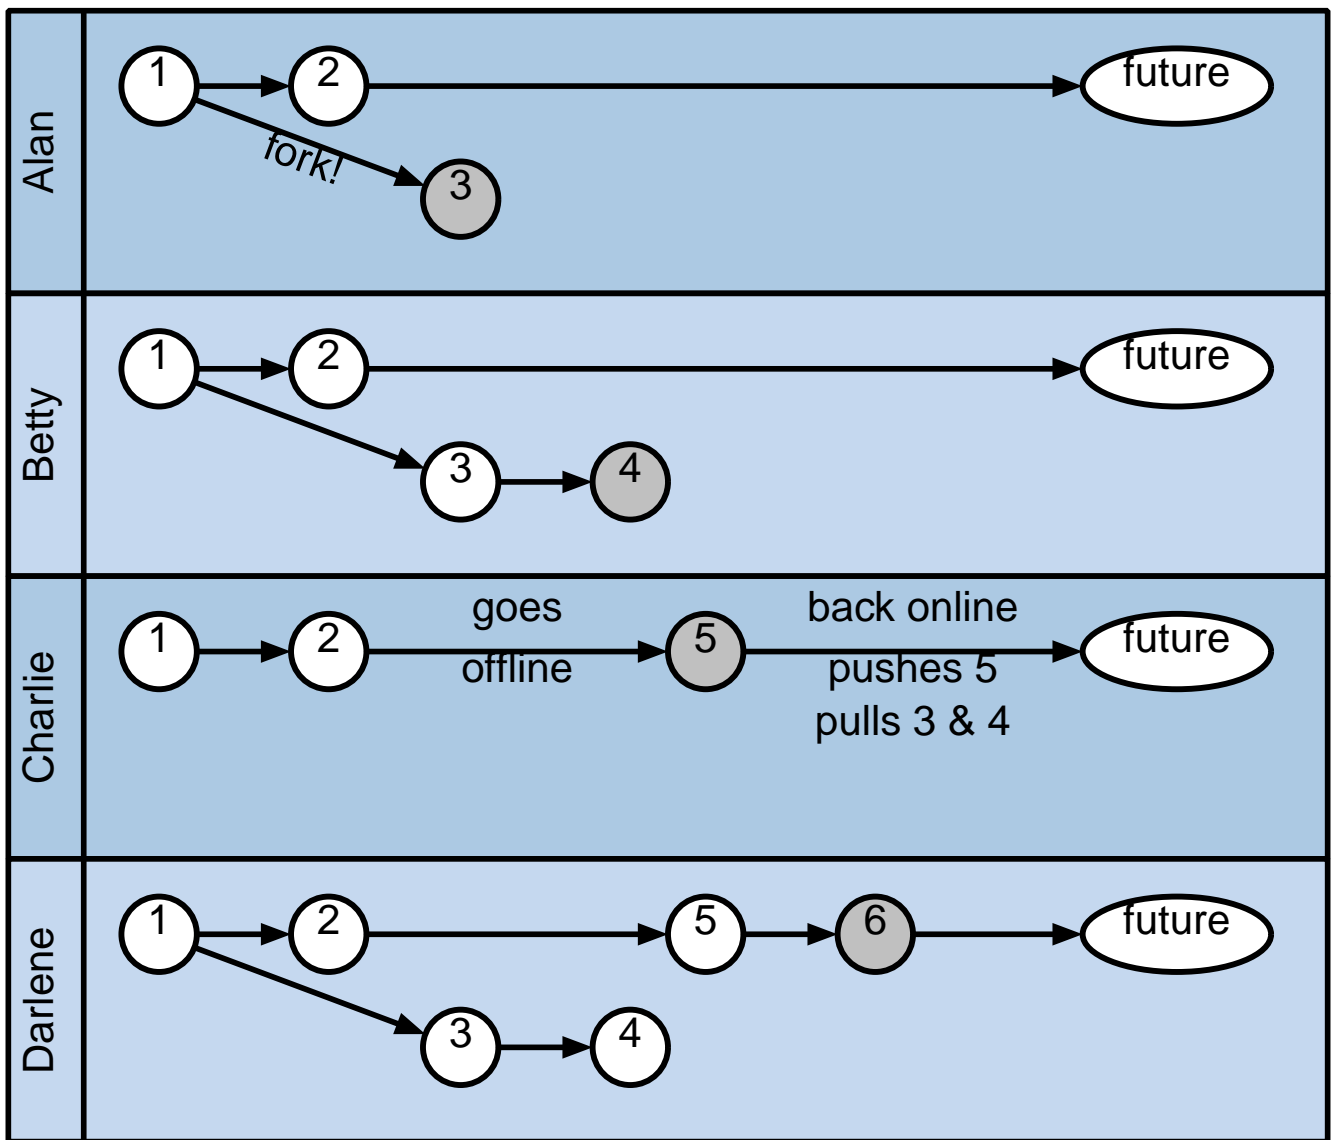 Alan
1
2
future
fork!
3
Betty
1
2
future
3
4
Charlie
1
2
goes
offline
5
back online
pushes 5
pulls 3 & 4
future
Darlene
1
2
5
6
future
3
4